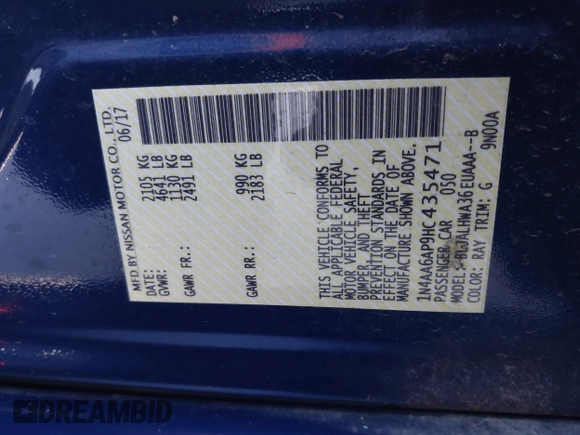 MFD BY NISSAN MOTOR CO., LTD.
06/17
GVWR: 2105 KG
4641 LB
GAWR FR.: 1130 KG
2491 LB
GAWR RR.: 990 KG
2183 LB
THIS VEHICLE CONFORMS TO
ALL APPLICABLE FEDERAL
MOTOR VEHICLE SAFETY,
BUMPER, AND THEFT
PREVENTION STANDARDS IN
EFFECT ON THE DATE OF
MANUFACTURE SHOWN ABOVE.
1N4AA6AP9HC435471
PASSENGER CAR 050
MODEL: EUAAA--B
COLOR: RAY TRIM: G 9N00A
DREAMBID